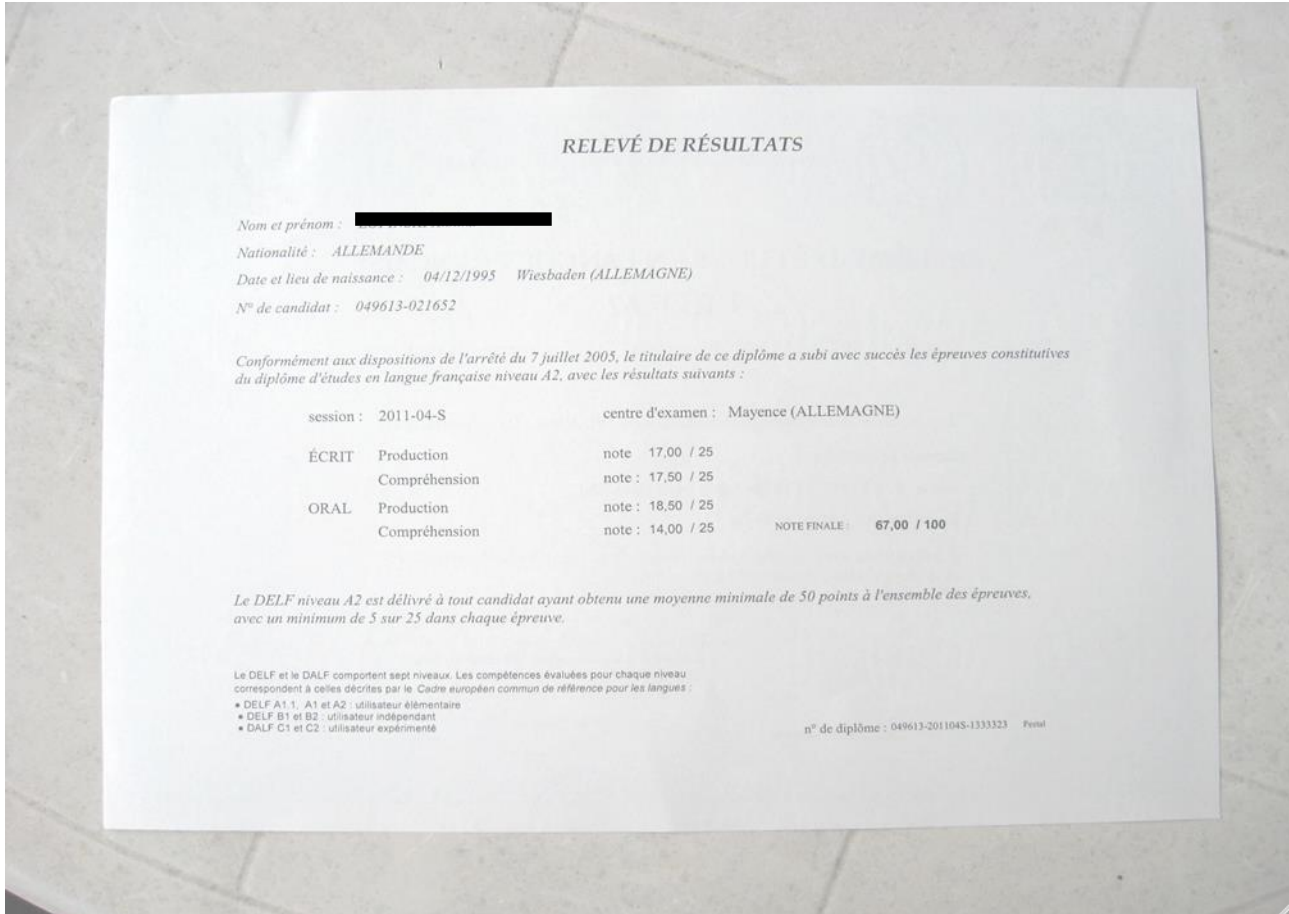 RELEVÉ DE RÉSULTATS
Nom et prénom :
Nationalité : ALLEMANDE
Date et lieu de naissance : 04/12/1995 Wiesbaden (ALLEMAGNE)
N° de candidat : 049613-021652
Conformément aux dispositions de l'arrêté du 7 juillet 2005, le titulaire de ce diplôme a subi avec succès les épreuves constitutives
du diplôme d'études en langue française niveau A2, avec les résultats suivants :
session : 2011-04-S centre d'examen : Mayence (ALLEMAGNE)
ÉCRIT Production note 17,00 / 25
Compréhension note : 17,50 / 25
ORAL Production note : 18,50 / 25
Compréhension note : 14,00 / 25 NOTE FINALE : 67,00 / 100
Le DELF niveau A2 est délivré à tout candidat ayant obtenu une moyenne minimale de 50 points à l'ensemble des épreuves,
avec un minimum de 5 sur 25 dans chaque épreuve.
Le DELF et le DALF comportent sept niveaux. Les compétences évaluées pour chaque niveau
correspondent à celles décrites par le Cadre européen commun de référence pour les langues :
• DELF A1.1, A1 et A2 : utilisateur élémentaire
• DELF B1 et B2 : utilisateur indépendant
• DALF C1 et C2 : utilisateur expérimenté
n° de diplôme : 049613-201104S-1333323